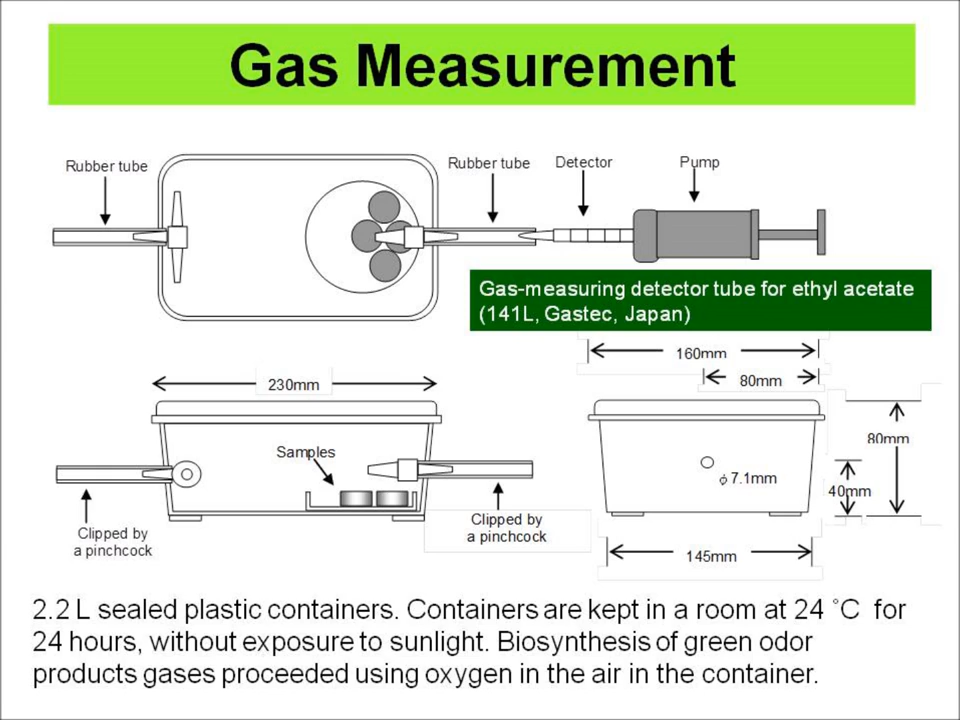 Gas Measurement
Rubber tube
Rubber tube
Detector
Pump
Gas-measuring detector tube for ethyl acetate
(141L, Gastec, Japan)
160mm
230mm
80mm
80mm
Samples
ϕ7.1mm
40mm
Clipped by
a pinchcock
Clipped by
a pinchcock
145mm
2.2 L sealed plastic containers. Containers are kept in a room at 24 °C for
24 hours, without exposure to sunlight. Biosynthesis of green odor
products gases proceeded using oxygen in the air in the container.